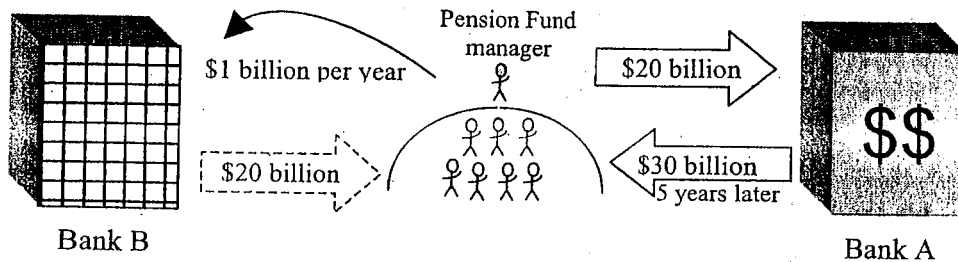 Pension Fund
manager
$1 billion per year
$20 billion
$$
$20 billion
$30 billion
5 years later
Bank B
Bank A